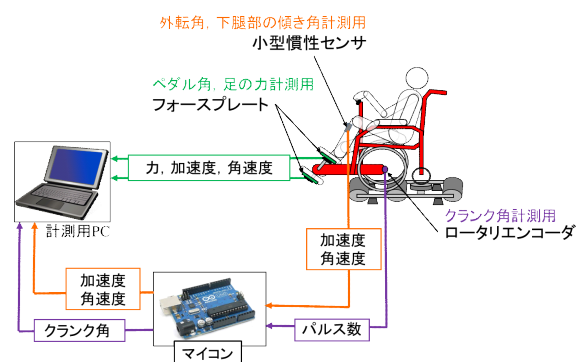 外転角，下腿部の傾き角計測用
小型慣性センサ
ペダル角、足の力計測用
フォースプレート
力，加速度，角速度
計測用PC
クランク角計測用
ロータリエンコーダ
加速度
角速度
加速度
角速度
クランク角
パルス数
マイコン